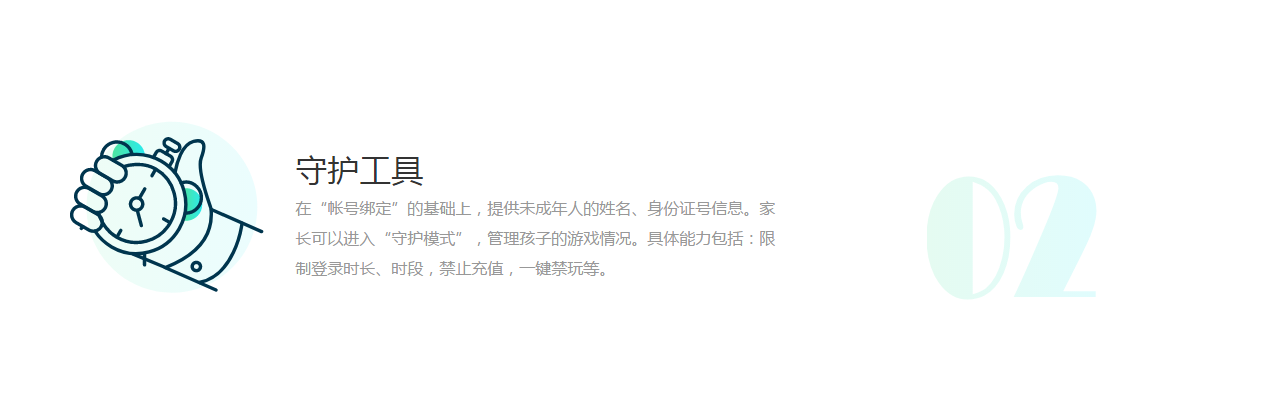 守护工具
在“帐号绑定”的基础上，提供未成年人的姓名、身份证号信息。家
长可以进入“守护模式”，管理孩子的游戏情况。具体能力包括：限
制登录时长、时段，禁止充值，一键禁玩等。
02